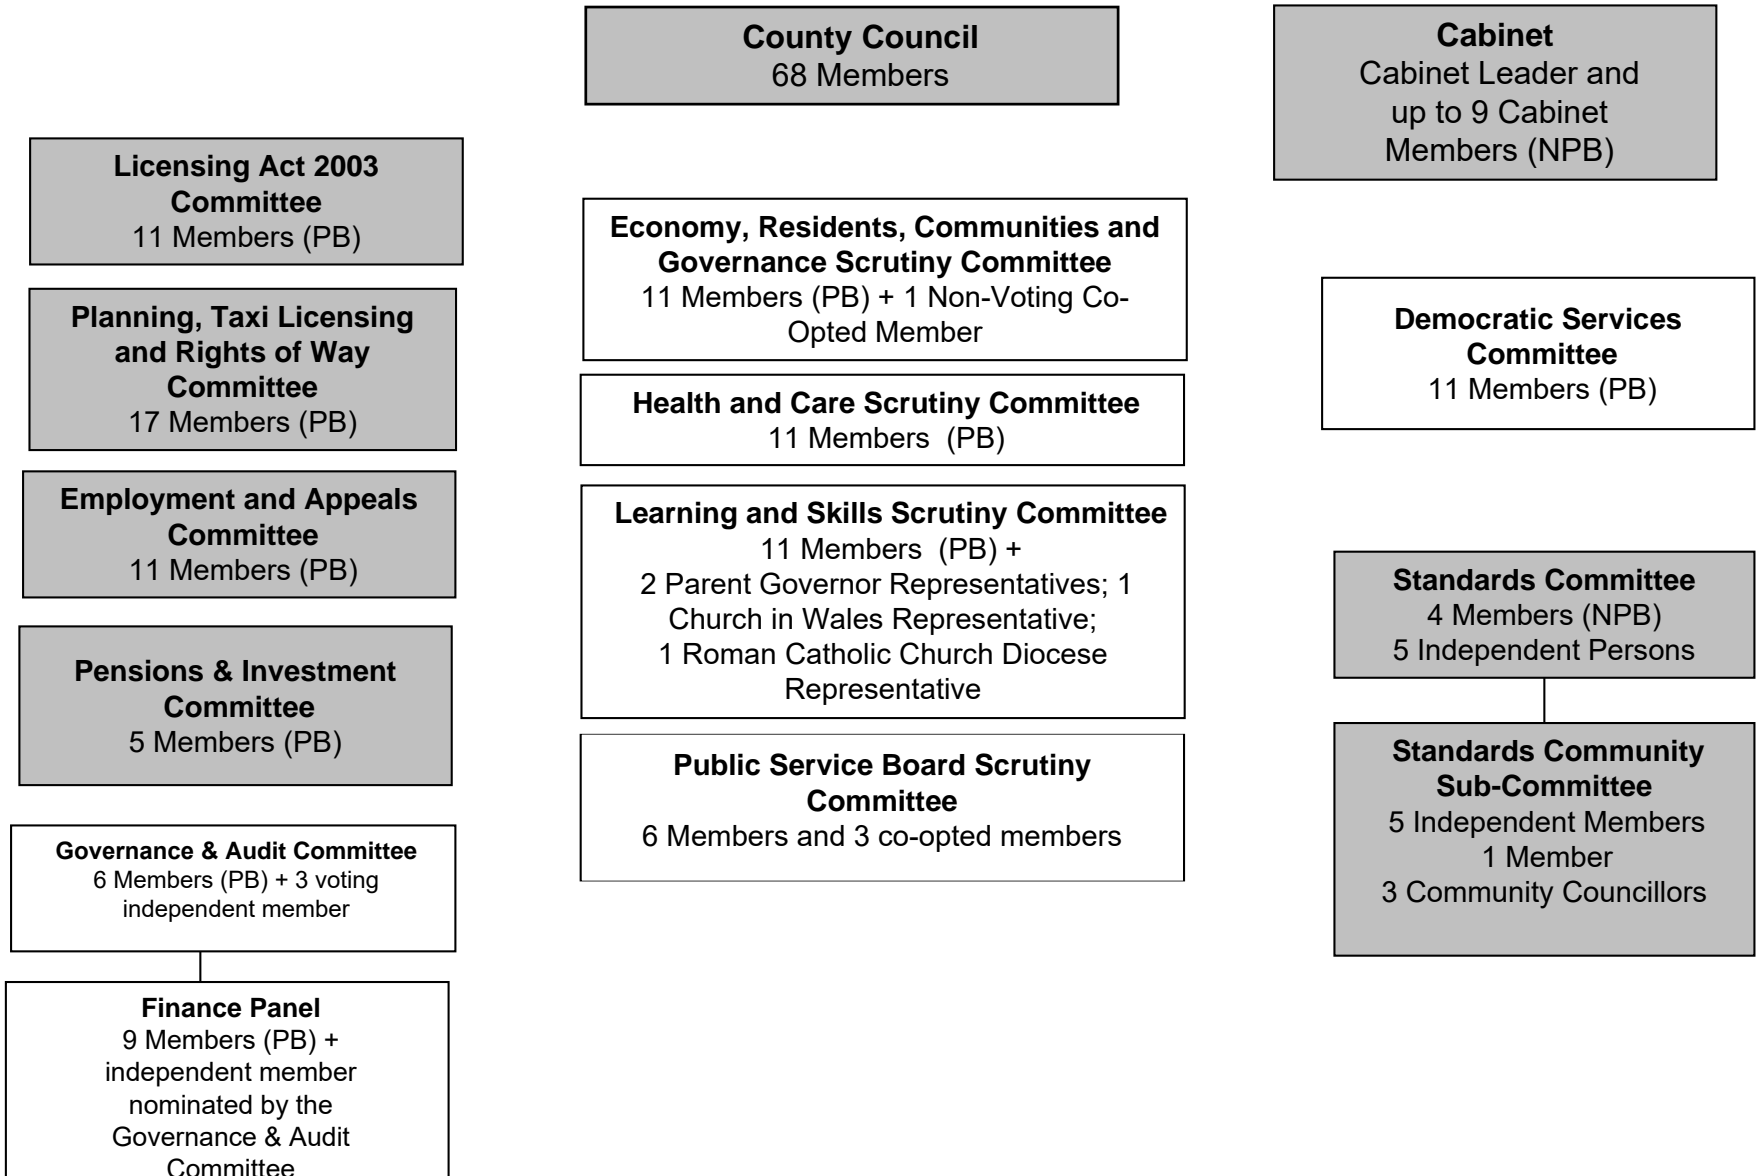 County Council
68 Members
Cabinet
Cabinet Leader and
up to 9 Cabinet
Members (NPB)
Licensing Act 2003
Committee
11 Members (PB)
Planning, Taxi Licensing
and Rights of Way
Committee
17 Members (PB)
Employment and Appeals
Committee
11 Members (PB)
Pensions & Investment
Committee
5 Members (PB)
Governance & Audit Committee
6 Members (PB) + 3 voting
independent member
Finance Panel
9 Members (PB) +
independent member
nominated by the
Governance & Audit
Committee
Economy, Residents, Communities and
Governance Scrutiny Committee
11 Members (PB) + 1 Non-Voting Co-
Opted Member
Health and Care Scrutiny Committee
11 Members  (PB)
Learning and Skills Scrutiny Committee
11 Members  (PB) +
2 Parent Governor Representatives; 1
Church in Wales Representative;
1 Roman Catholic Church Diocese
Representative
Public Service Board Scrutiny
Committee
6 Members and 3 co-opted members
Democratic Services
Committee
11 Members (PB)
Standards Committee
4 Members (NPB)
5 Independent Persons
Standards Community
Sub-Committee
5 Independent Members
1 Member
3 Community Councillors